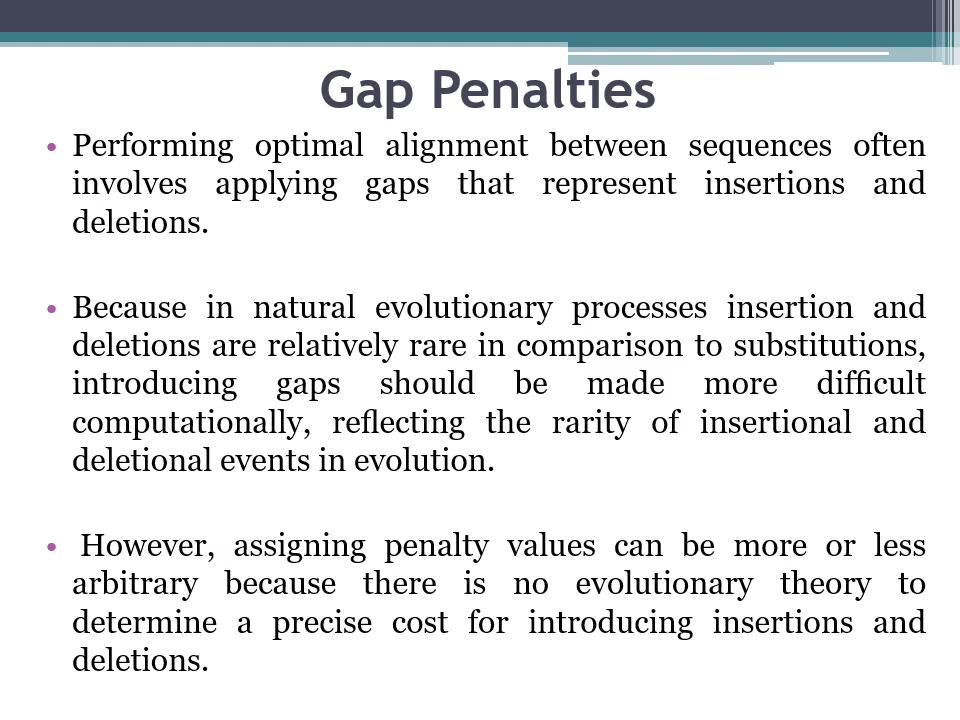 Gap Penalties
• Performing optimal alignment between sequences often
involves applying gaps that represent insertions and
deletions.
• Because in natural evolutionary processes insertion and
deletions are relatively rare in comparison to substitutions,
introducing gaps should be made more difficult
computationally, reflecting the rarity of insertional and
deletional events in evolution.
• However, assigning penalty values can be more or less
arbitrary because there is no evolutionary theory to
determine a precise cost for introducing insertions and
deletions.